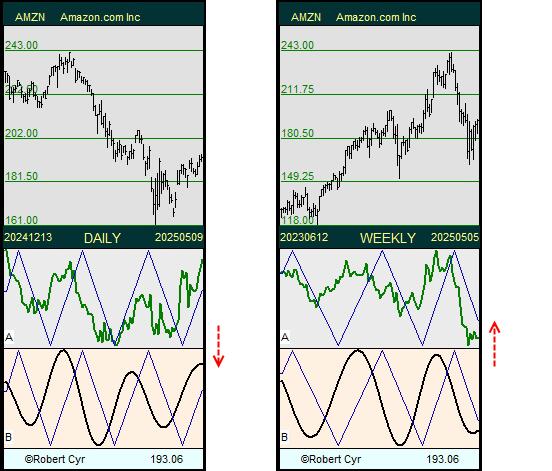 AMZN Amazon.com Inc
243.00
222.50
202.00
181.50
161.00
20241213 DAILY 20250509
A
B
©Robert Cyr 193.06
AMZN Amazon.com Inc
243.00
211.75
180.50
149.25
118.00
20230612 WEEKLY 20250505
A
B
©Robert Cyr 193.06